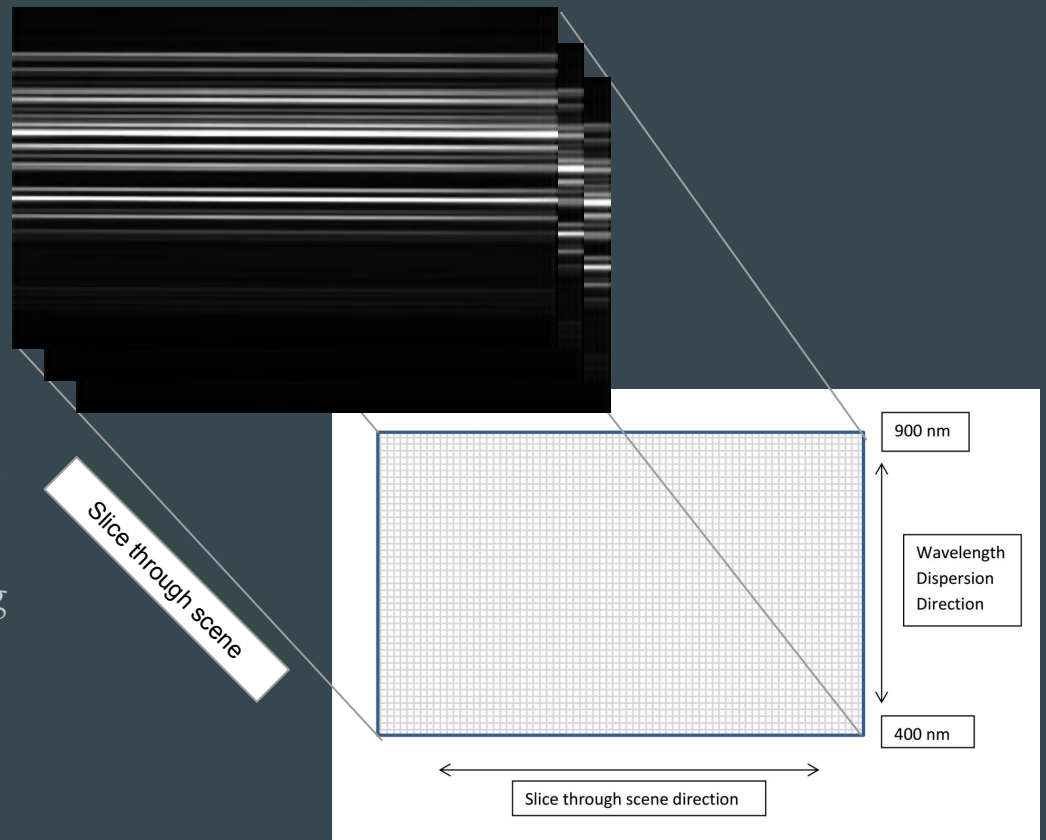 Slice through scene
900 nm
Wavelength
Dispersion
Direction
400 nm
Slice through scene direction
g